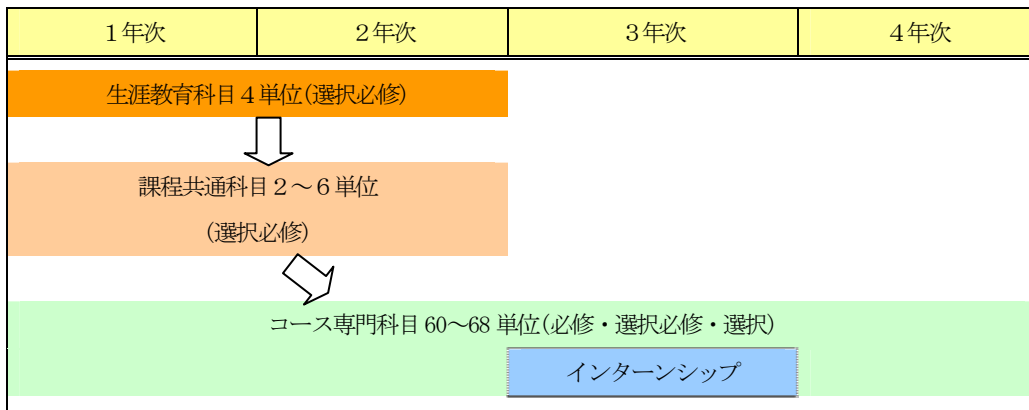 １年次 ２年次 ３年次 ４年次
生涯教育科目４単位(選択必修)
課程共通科目２～６単位
(選択必修)
コース専門科目 60～68 単位(必修・選択必修・選択)
インターンシップ